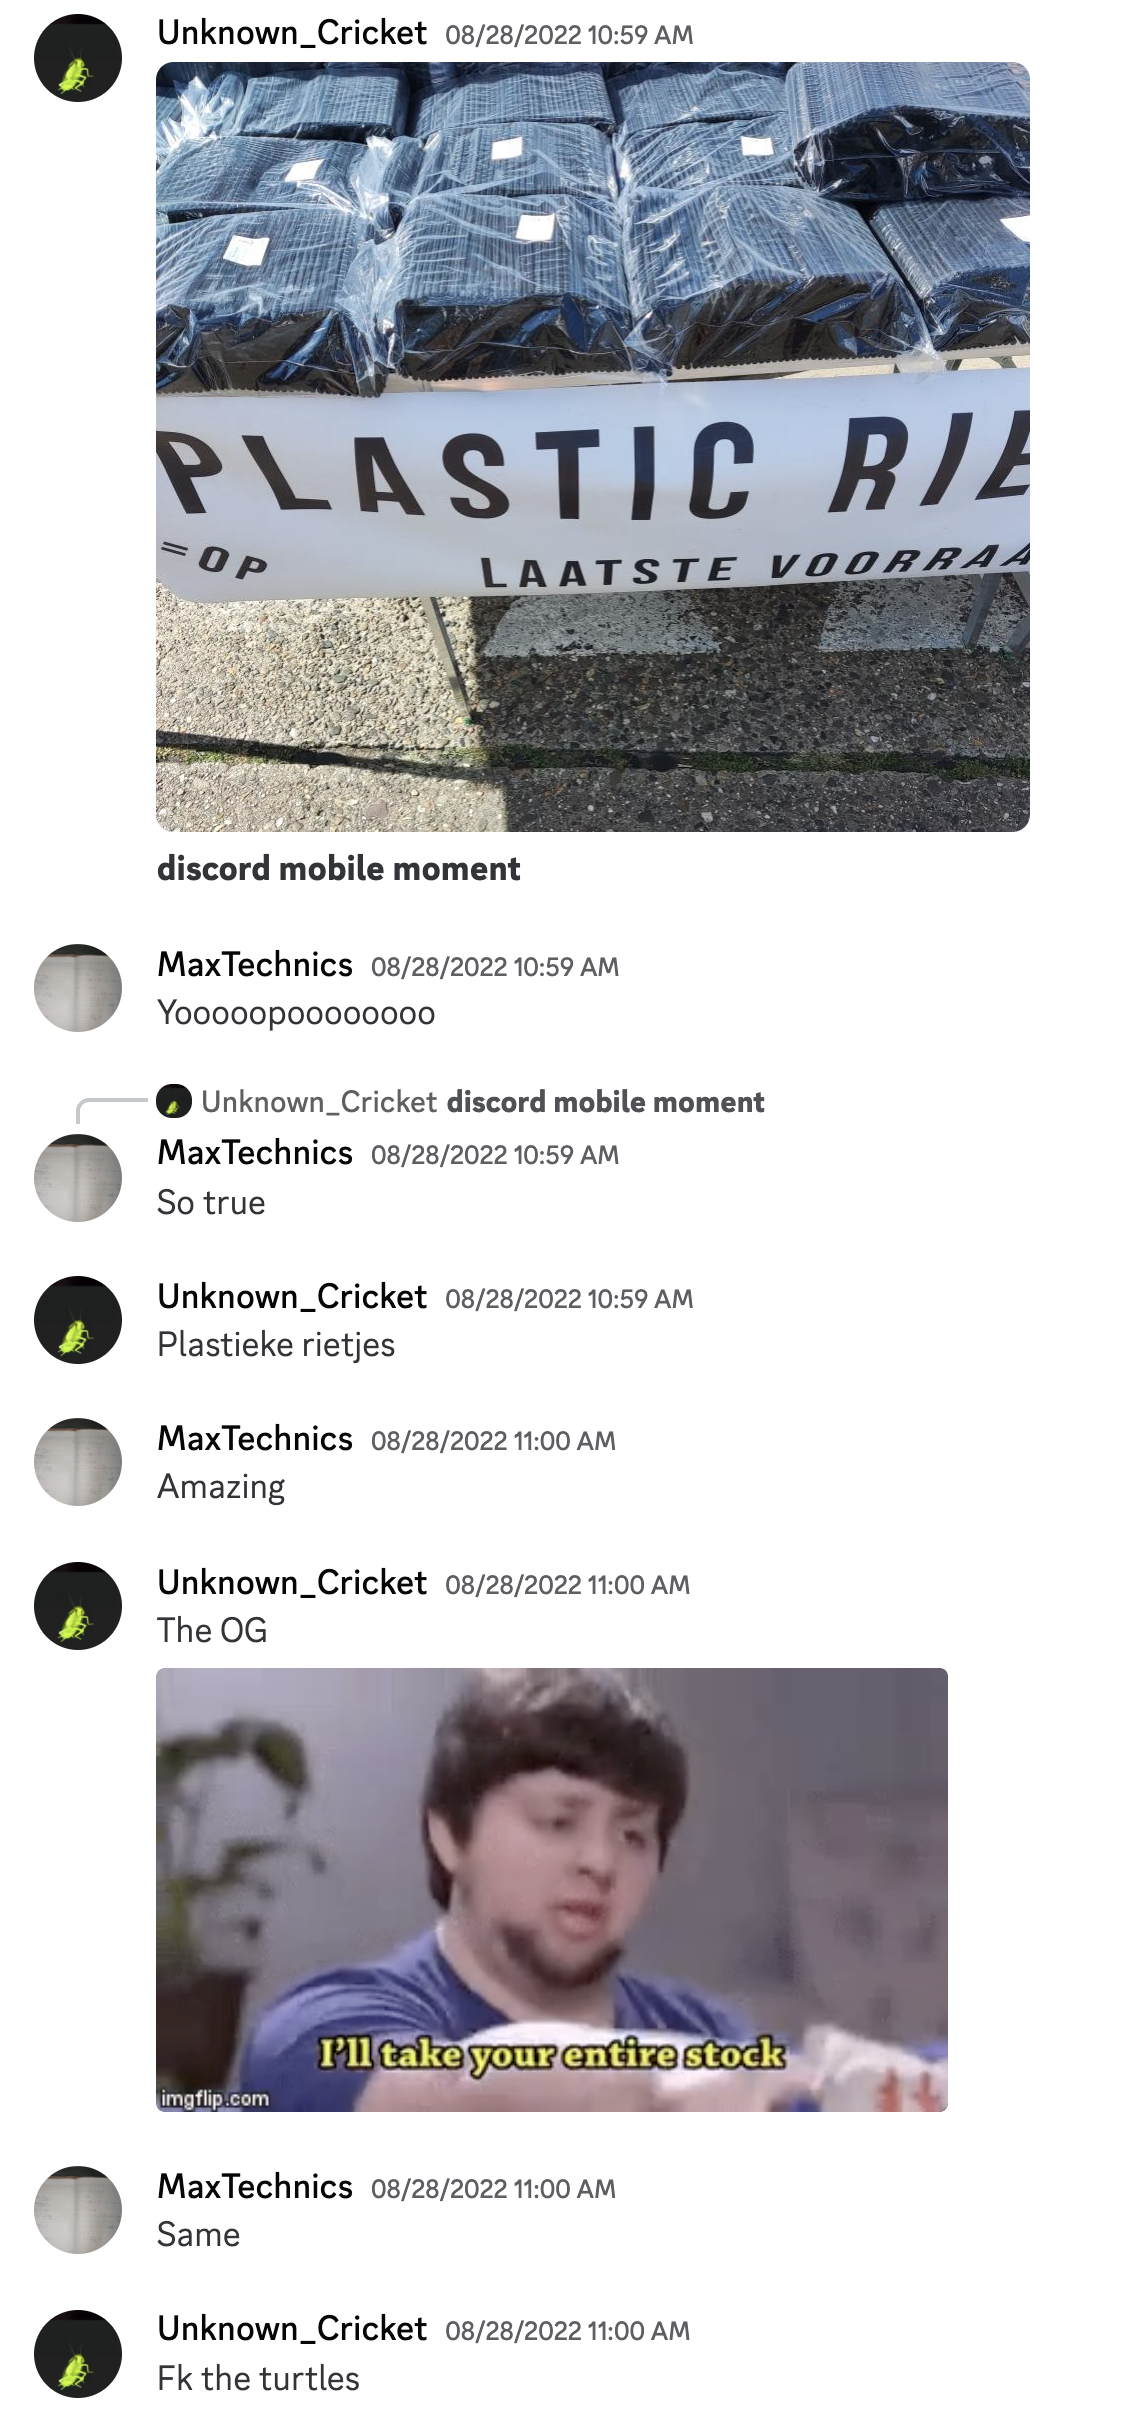 Unknown_Cricket 08/28/2022 10:59 AM
PLASTIC RIE
=OP LAATSTE VOORRAA
discord mobile moment
MaxTechnics 08/28/2022 10:59 AM
Yooooopoooooooo
Unknown_Cricket discord mobile moment
MaxTechnics 08/28/2022 10:59 AM
So true
Unknown_Cricket 08/28/2022 10:59 AM
Plastieke rietjes
MaxTechnics 08/28/2022 11:00 AM
Amazing
Unknown_Cricket 08/28/2022 11:00 AM
The OG
I'll take your entire stock
imgflip.com
MaxTechnics 08/28/2022 11:00 AM
Same
Unknown_Cricket 08/28/2022 11:00 AM
Fk the turtles